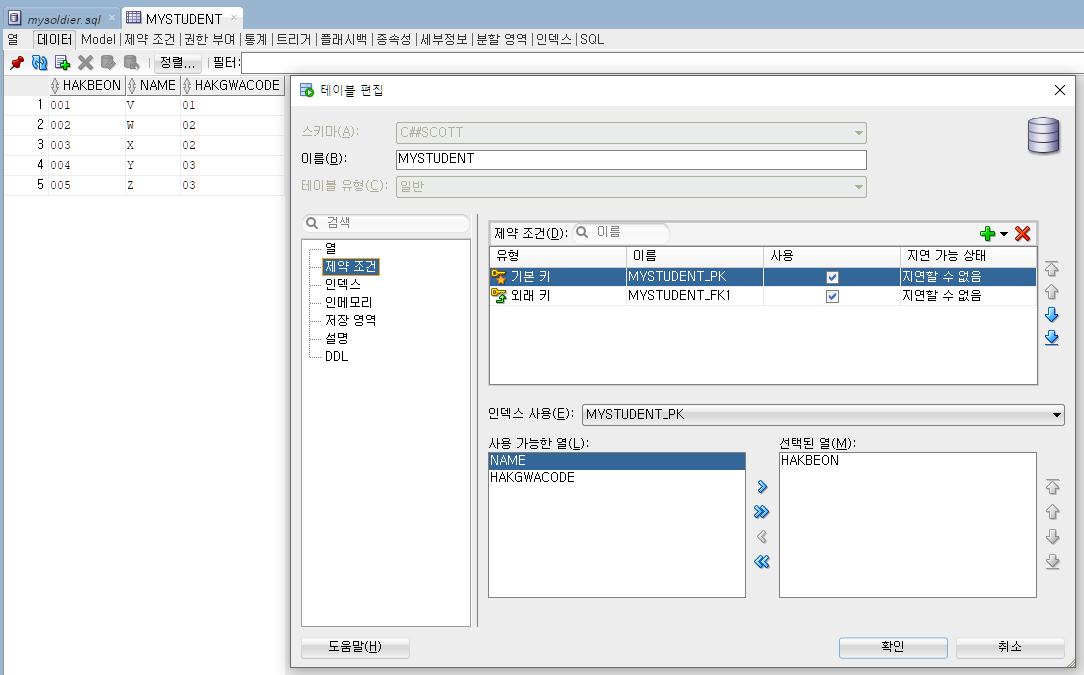 mysoldier.sql × MYSTUDENT ×
열 데이터 Model 제약 조건 권한 부여 통계 트리거 플래시백 종속성 세부정보 분할 영역 인덱스 SQL
정렬... 필터:
HAKBEON NAME HAKGWACODE
1 001 V 01
2 002 W 02
3 003 X 02
4 004 Y 03
5 005 Z 03
테이블 편집
스키마(A): C##SCOTT
이름(B): MYSTUDENT
테이블 유형(C): 일반
검색
열
제약 조건
인덱스
인메모리
저장 영역
설명
DDL
제약 조건(D): 이름
유형 이름 사용 지연 가능 상태
기본 키 MYSTUDENT_PK 지연할 수 없음
외래 키 MYSTUDENT_FK1 지연할 수 없음
인덱스 사용(E): MYSTUDENT_PK
사용 가능한 열(L): 선택된 열(M):
NAME HAKBEON
HAKGWACODE
도움말(H) 확인 취소